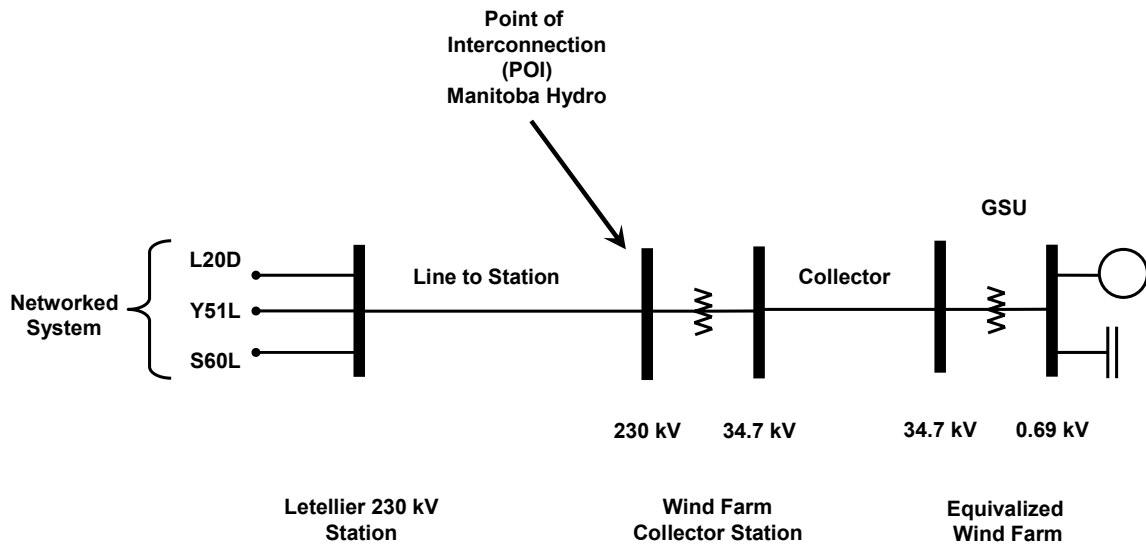 Point of
Interconnection
(POI)
Manitoba Hydro
GSU
L20D
Line to Station
Collector
Networked
System
Y51L
S60L
230 kV
34.7 kV
34.7 kV
0.69 kV
Letellier 230 kV
Station
Wind Farm
Collector Station
Equivalized
Wind Farm